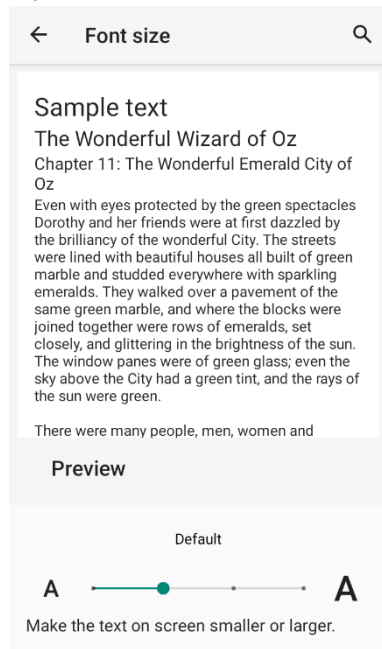 Font size
Sample text
The Wonderful Wizard of Oz
Chapter 11: The Wonderful Emerald City of
Oz
Even with eyes protected by the green spectacles
Dorothy and her friends were at first dazzled by
the brilliancy of the wonderful City. The streets
were lined with beautiful houses all built of green
marble and studded everywhere with sparkling
emeralds. They walked over a pavement of the
same green marble, and where the blocks were
joined together were rows of emeralds, set
closely, and glittering in the brightness of the sun.
The window panes were of green glass; even the
sky above the City had a green tint, and the rays of
the sun were green.
There were many people, men, women and
Preview
Default
A A
Make the text on screen smaller or larger.